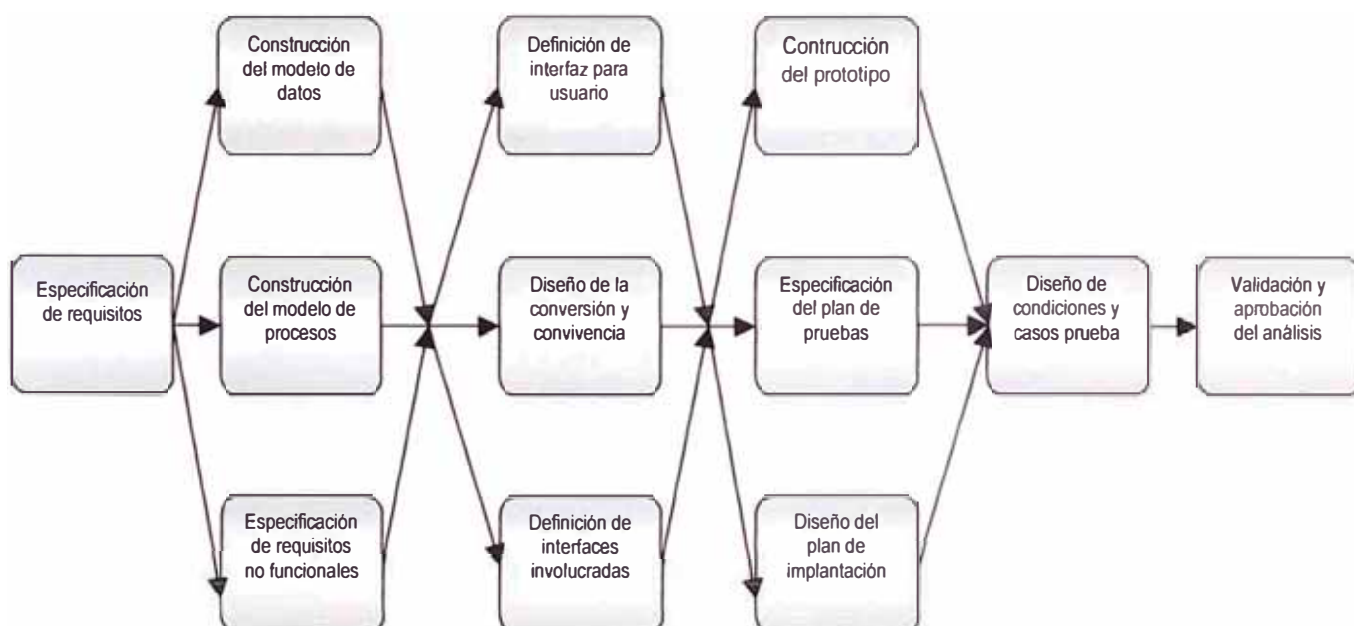 Construcción
del modelo de
datos
Definición de
interfaz para
usuario
Contrucción
del prototipo
Especificación
de requisitos
Construcción
del modelo de
procesos
Diseño de la
conversión y
convivencia
Especificación
del plan de
pruebas
Diseño de
condiciones y
casos prueba
Validación y
aprobación
del análisis
Especificación
de requisitos
no funcionales
Definición de
interfaces
involucradas
Diseño del
plan de
implantación